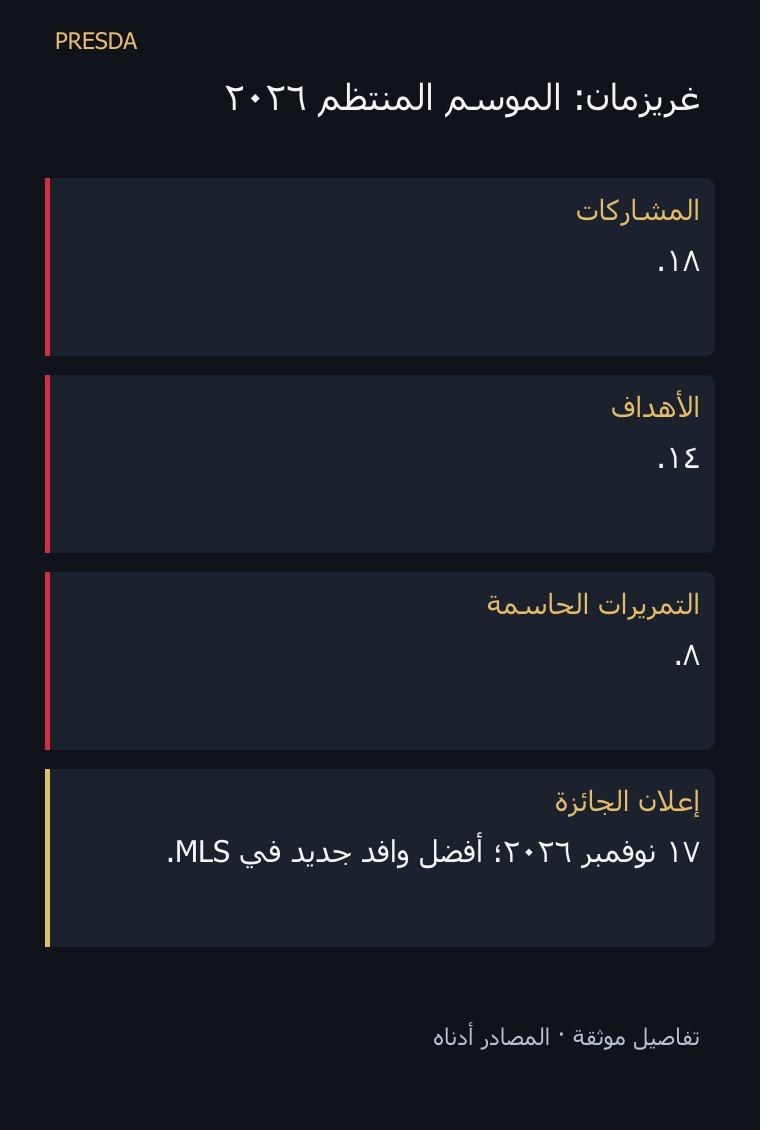 PRESDA
غريزمان: الموسم المنتظم ٢٠٢٦
المشاركات
١٨.
الأهداف
١٤.
التمريرات الحاسمة
٨.
إعلان الجائزة
١٧ نوفمبر ٢٠٢٦؛ أفضل وافد جديد في MLS.
تفاصيل موثقة · المصادر أدناه